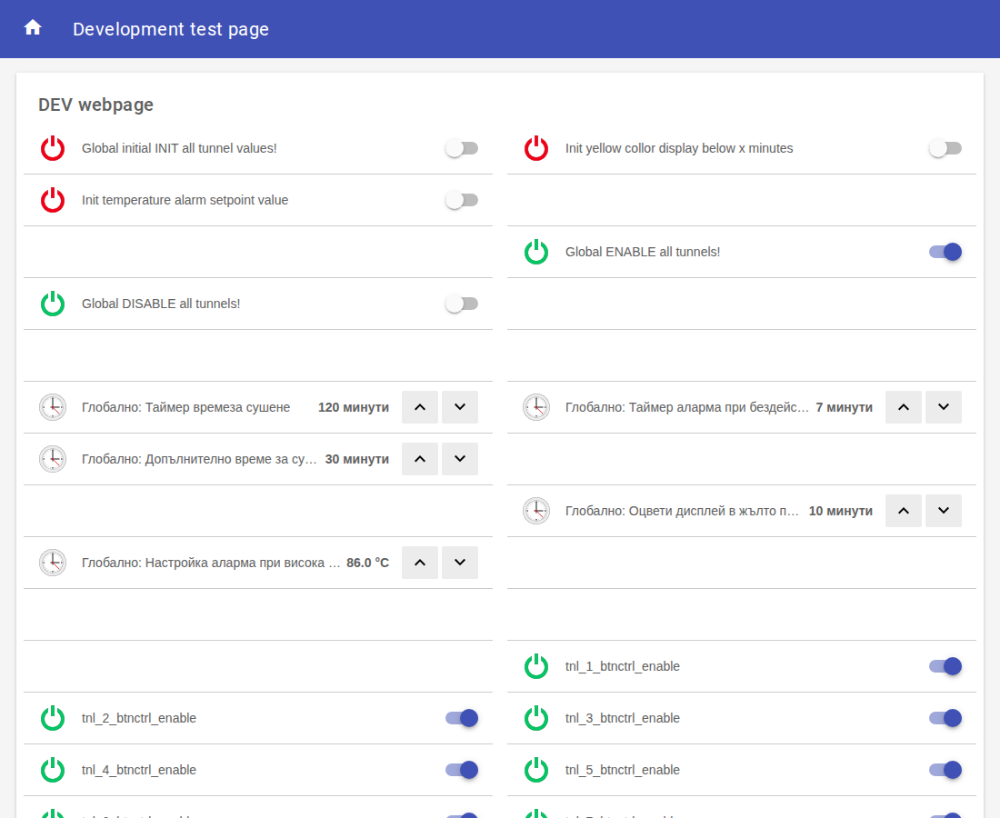 Development test page
DEV webpage
Global initial INIT all tunnel values!
Init yellow collor display below x minutes
Init temperature alarm setpoint value
Global ENABLE all tunnels!
Global DISABLE all tunnels!
Глобално: Таймер времеза сушене 120 минути
Глобално: Таймер аларма при бездейс… 7 минути
Глобално: Допълнително време за су… 30 минути
Глобално: Оцвети дисплей в жълто п… 10 минути
Глобално: Настройка аларма при висока … 86.0 °C
tnl_1_btnctrl_enable
tnl_2_btnctrl_enable
tnl_3_btnctrl_enable
tnl_4_btnctrl_enable
tnl_5_btnctrl_enable